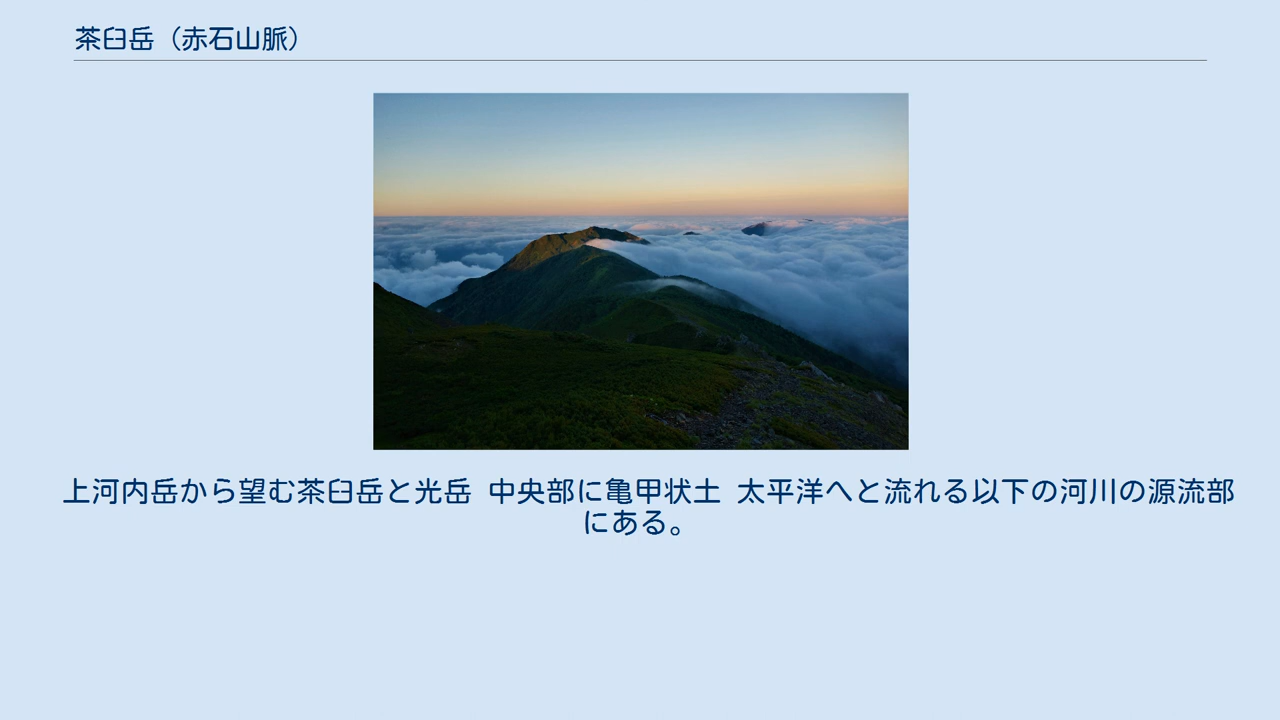 茶臼岳（赤石山脈）
上河内岳から望む茶臼岳と光岳 中央部に亀甲状土 太平洋へと流れる以下の河川の源流部
にある。